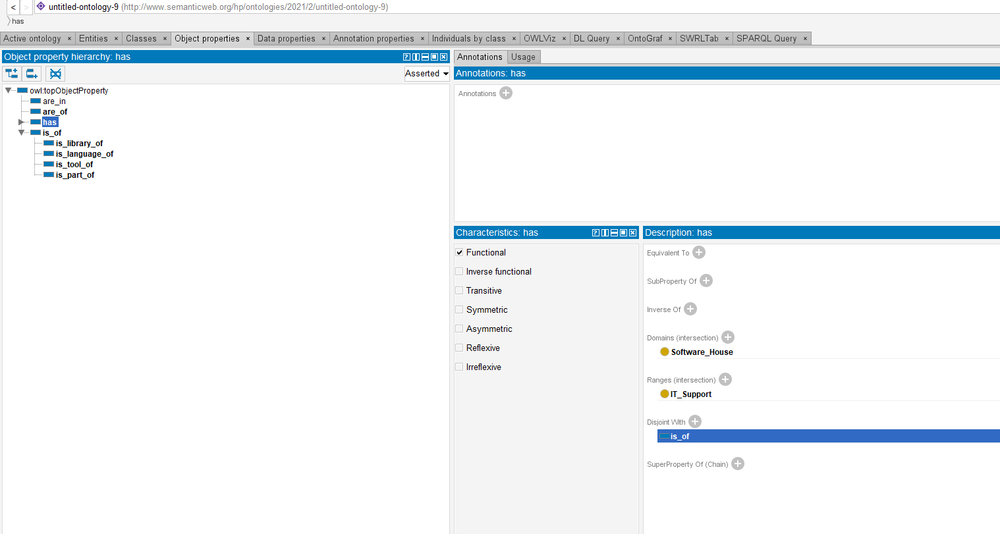 < > untitled-ontology-9 (http://www.semanticweb.org/hp/ontologies/2021/2/untitled-ontology-9)
has
Active ontology × Entities × Classes × Object properties × Data properties × Annotation properties × Individuals by class × OWLViz × DL Query × OntoGraf × SWRLTab × SPARQL Query ×
Object property hierarchy: has
Asserted
owl:topObjectProperty
are_in
are_of
has
is_of
is_library_of
is_language_of
is_tool_of
is_part_of
Annotations Usage
Annotations: has
Annotations
Characteristics: has
Functional
Inverse functional
Transitive
Symmetric
Asymmetric
Reflexive
Irreflexive
Description: has
Equivalent To
SubProperty Of
Inverse Of
Domains (intersection)
Software_House
Ranges (intersection)
IT_Support
Disjoint With
is_of
SuperProperty Of (Chain)